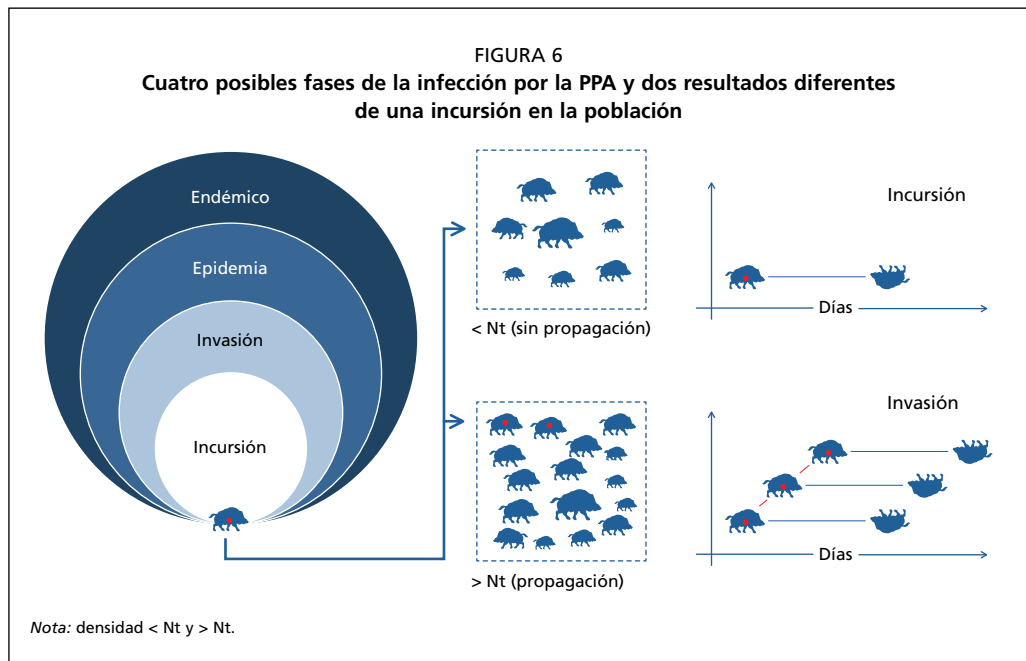 FIGURA 6
Cuatro posibles fases de la infección por la PPA y dos resultados diferentes
de una incursión en la población
Endémico
Epidemia
Invasión
Incursión
< Nt (sin propagación)
Incursión
Días
> Nt (propagación)
Invasión
Días
Nota: densidad < Nt y > Nt.